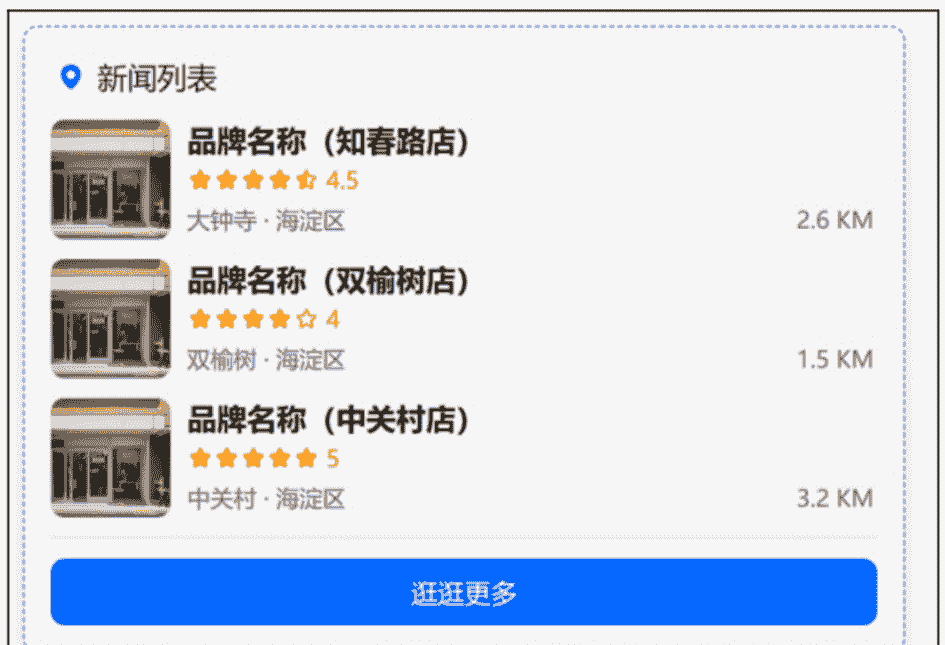 新闻列表
品牌名称（知春路店）
4.5
大钟寺 · 海淀区
2.6 KM
品牌名称（双榆树店）
4
双榆树 · 海淀区
1.5 KM
品牌名称（中关村店）
5
中关村 · 海淀区
3.2 KM
逛逛更多